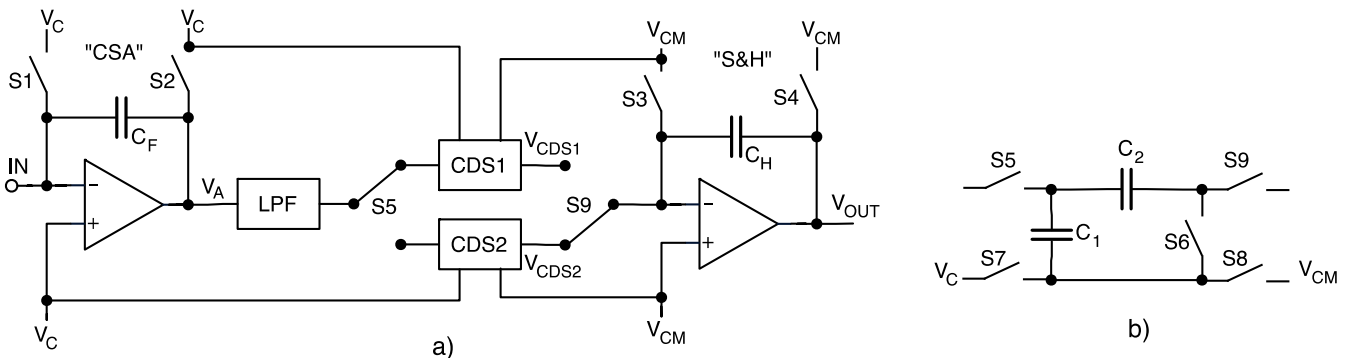 V_C
V_C
V_CM
V_CM
"CSA"
"S&H"
S1
S2
S3
S4
C_F
C_H
IN
V_A
LPF
S5
CDS1
V_CDS1
CDS2
V_CDS2
S9
V_OUT
−
+
−
+
V_C
V_CM
a)
S5
C_2
S9
C_1
S6
V_C
S7
S8
V_CM
b)